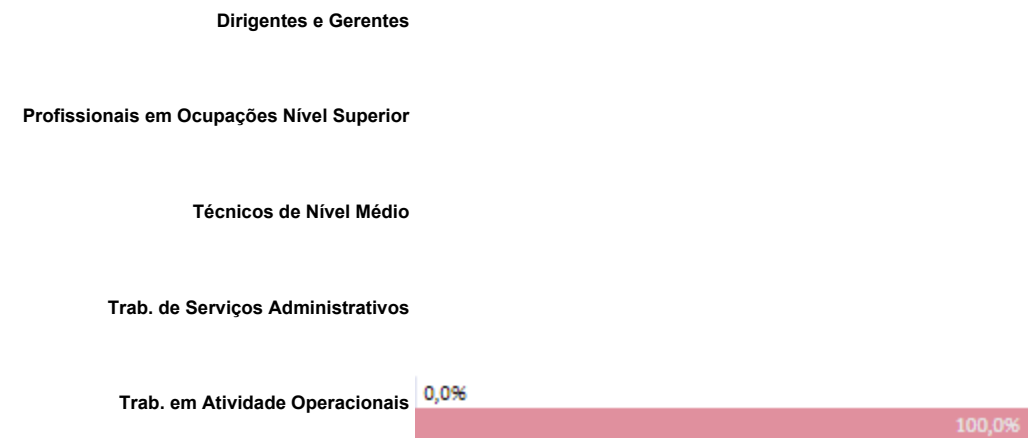 Dirigentes e Gerentes
Profissionais em Ocupações Nível Superior
Técnicos de Nível Médio
Trab. de Serviços Administrativos
Trab. em Atividade Operacionais
0,0%
100,0%